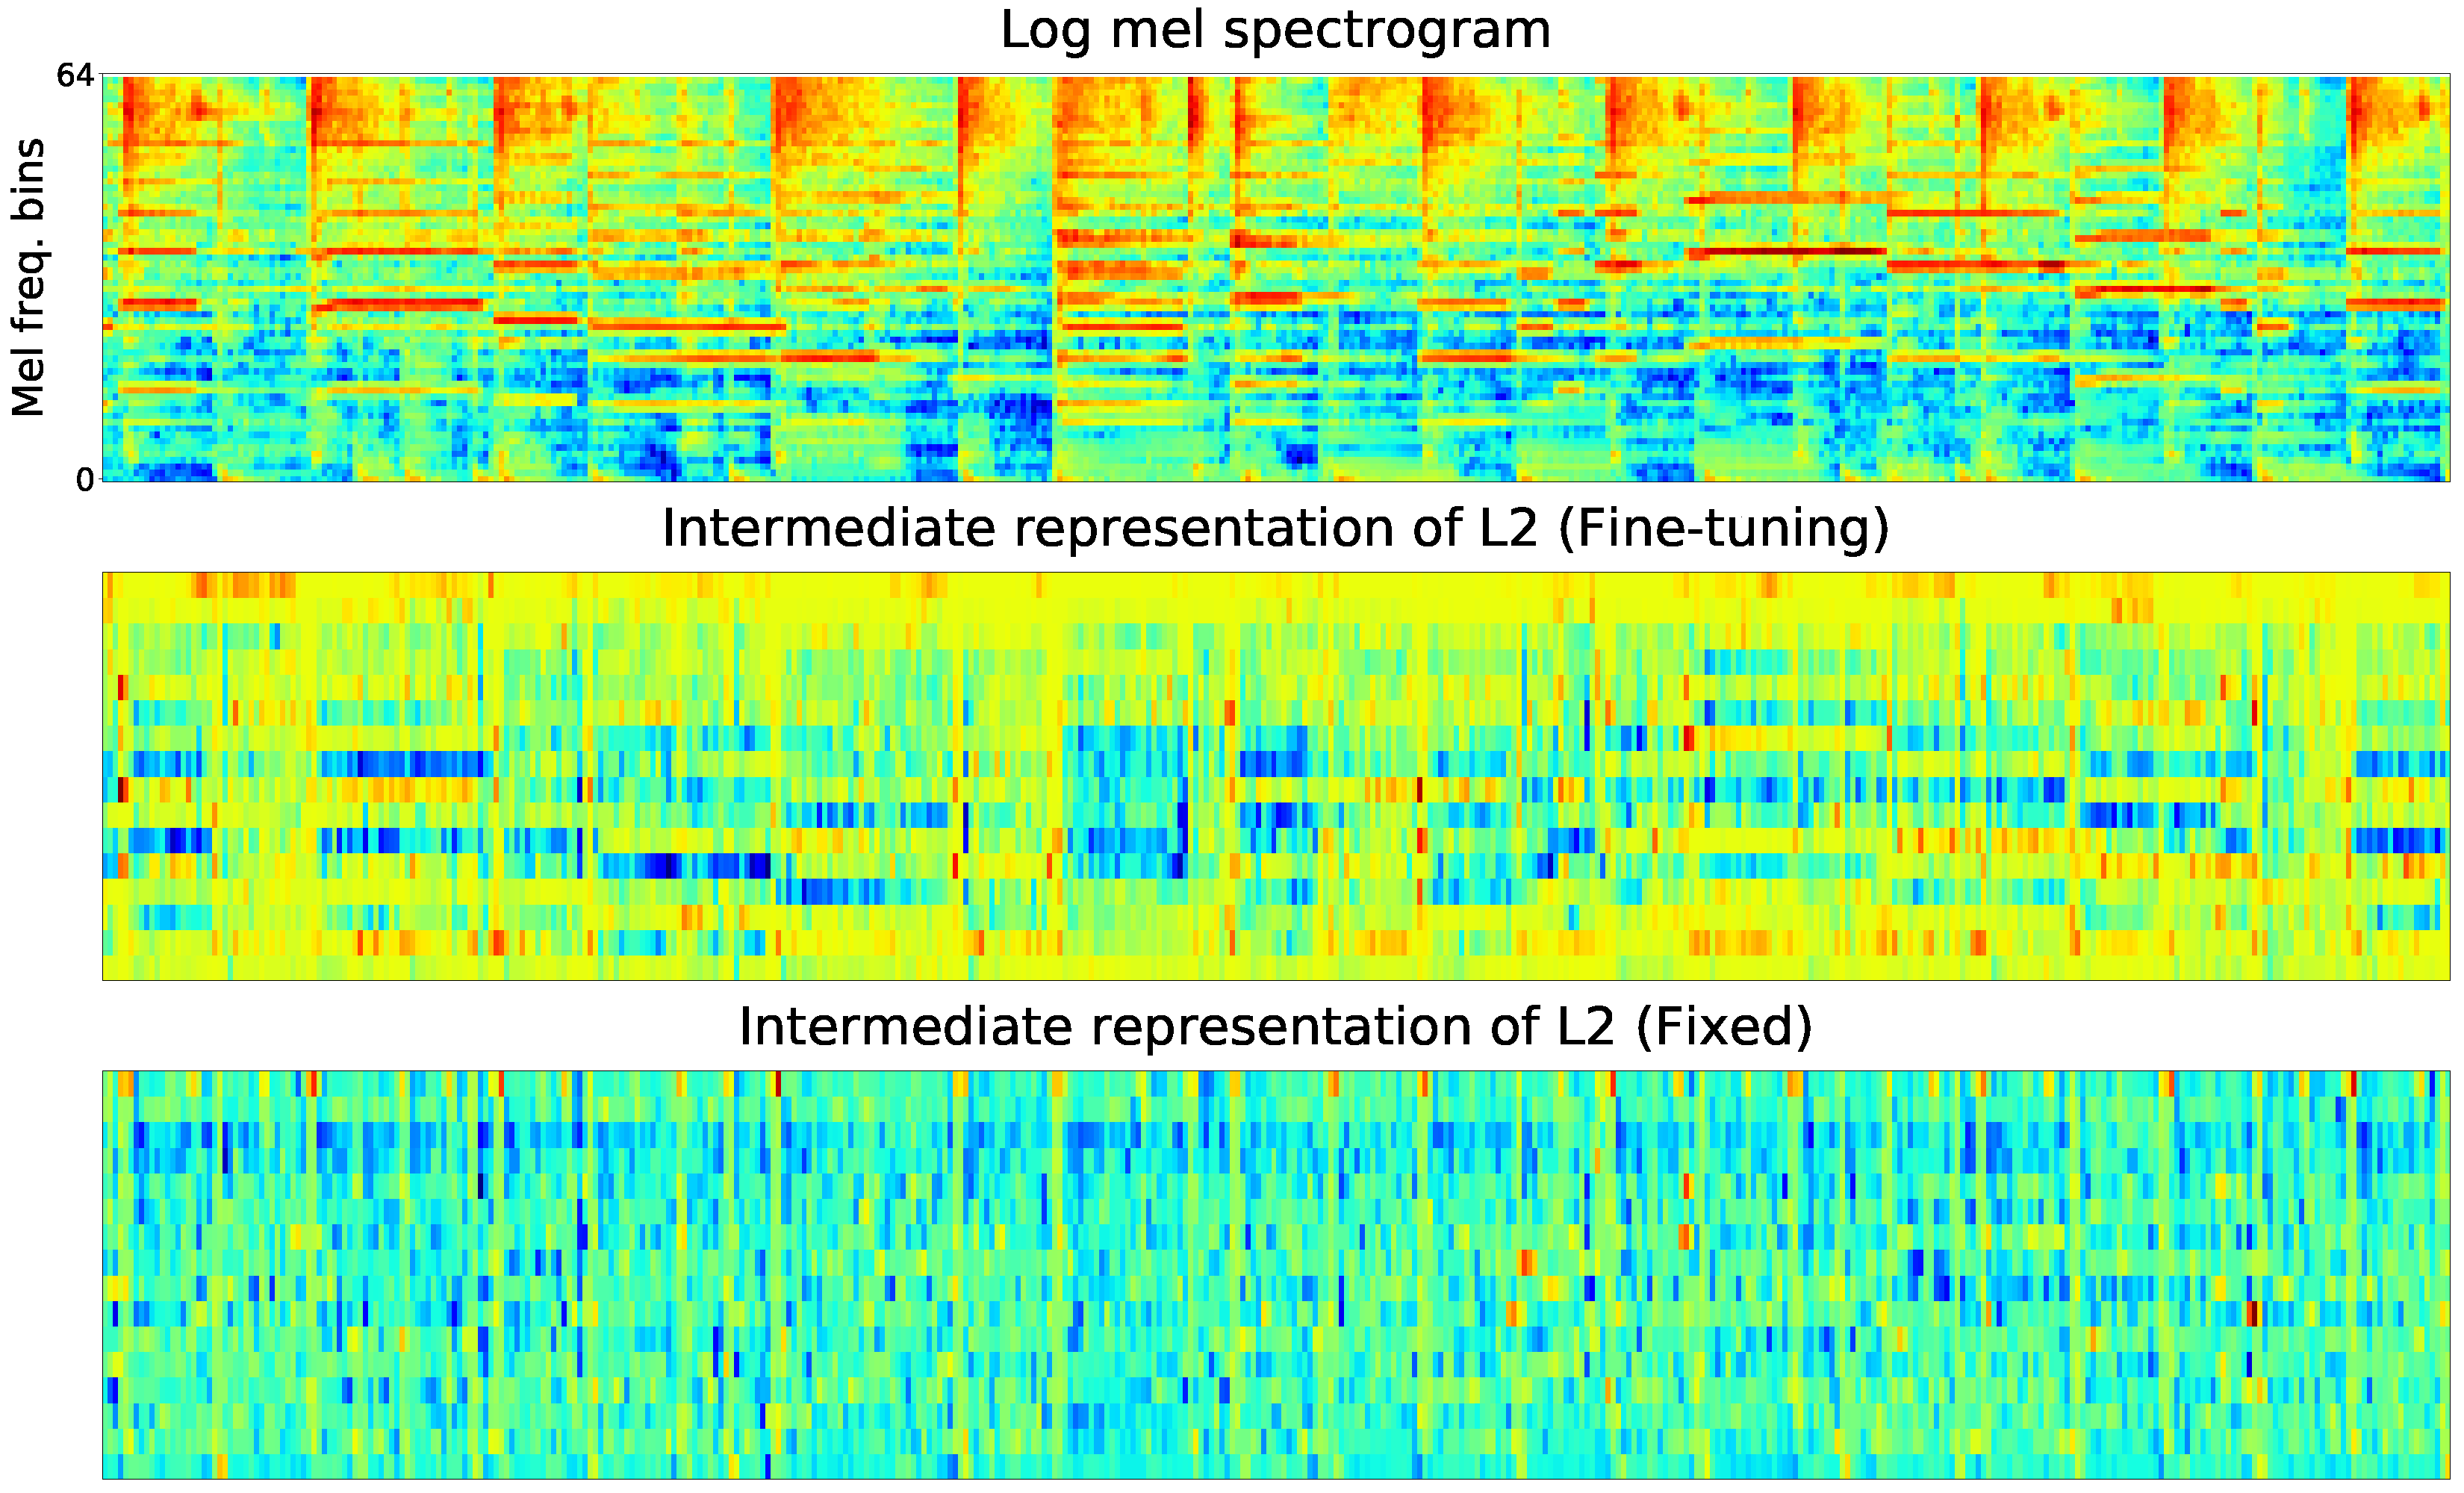 Log mel spectrogram
64
Mel freq. bins
0
Intermediate representation of L2 (Fine-tuning)
Intermediate representation of L2 (Fixed)